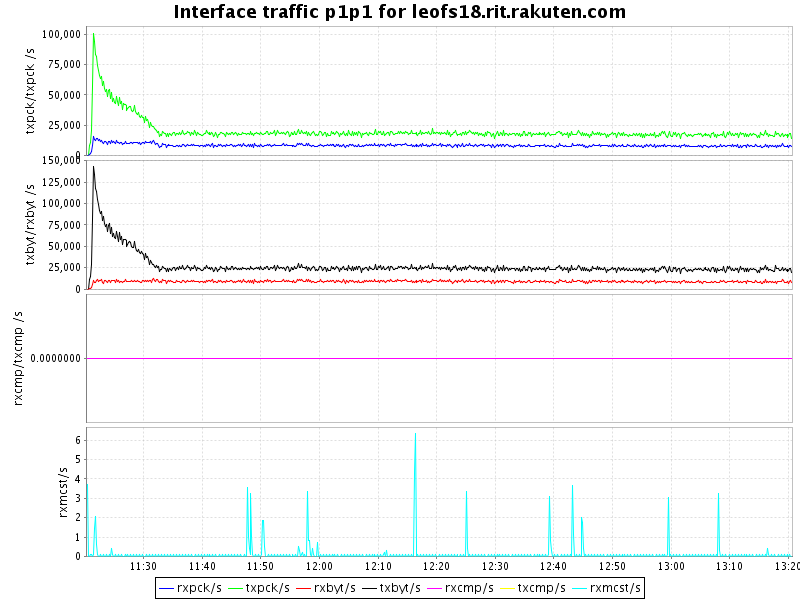 Interface traffic p1p1 for leofs18.rit.rakuten.com
txpck/txpck /s
100,000
75,000
50,000
25,000
0
txbyt/rxbyt /s
150,000
125,000
100,000
75,000
50,000
25,000
0
rxcmp/txcmp /s
0.0000000
rxmcst/s
6
5
4
3
2
1
0
11:30 11:40 11:50 12:00 12:10 12:20 12:30 12:40 12:50 13:00 13:10 13:20
rxpck/s txpck/s rxbyt/s txbyt/s rxcmp/s txcmp/s rxmcst/s